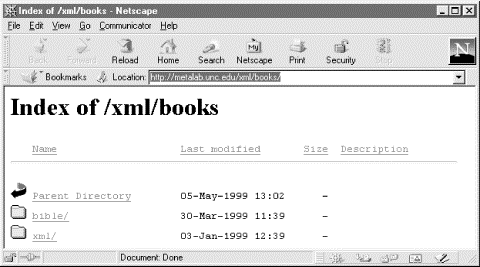 Index of /xml/books - Netscape
File Edit View Go Communicator Help
Back Forward Reload Home Search Netscape Print Security Stop
Bookmarks Location: http://metalab.unc.edu/xml/books/
Index of /xml/books
Name Last modified Size Description
Parent Directory 05-May-1999 13:02 -
bible/ 30-Mar-1999 11:39 -
xml/ 03-Jan-1999 12:39 -
Document: Done